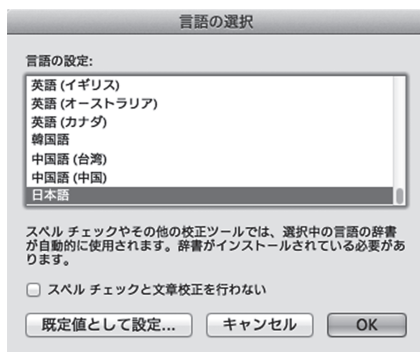 言語の選択
言語の設定:
英語 (イギリス)
英語 (オーストラリア)
英語 (カナダ)
韓国語
中国語 (台湾)
中国語 (中国)
日本語
スペル チェックやその他の校正ツールでは、選択中の言語の辞書
が自動的に使用されます。辞書がインストールされている必要があ
ります。
スペル チェックと文章校正を行わない
既定値として設定... キャンセル OK